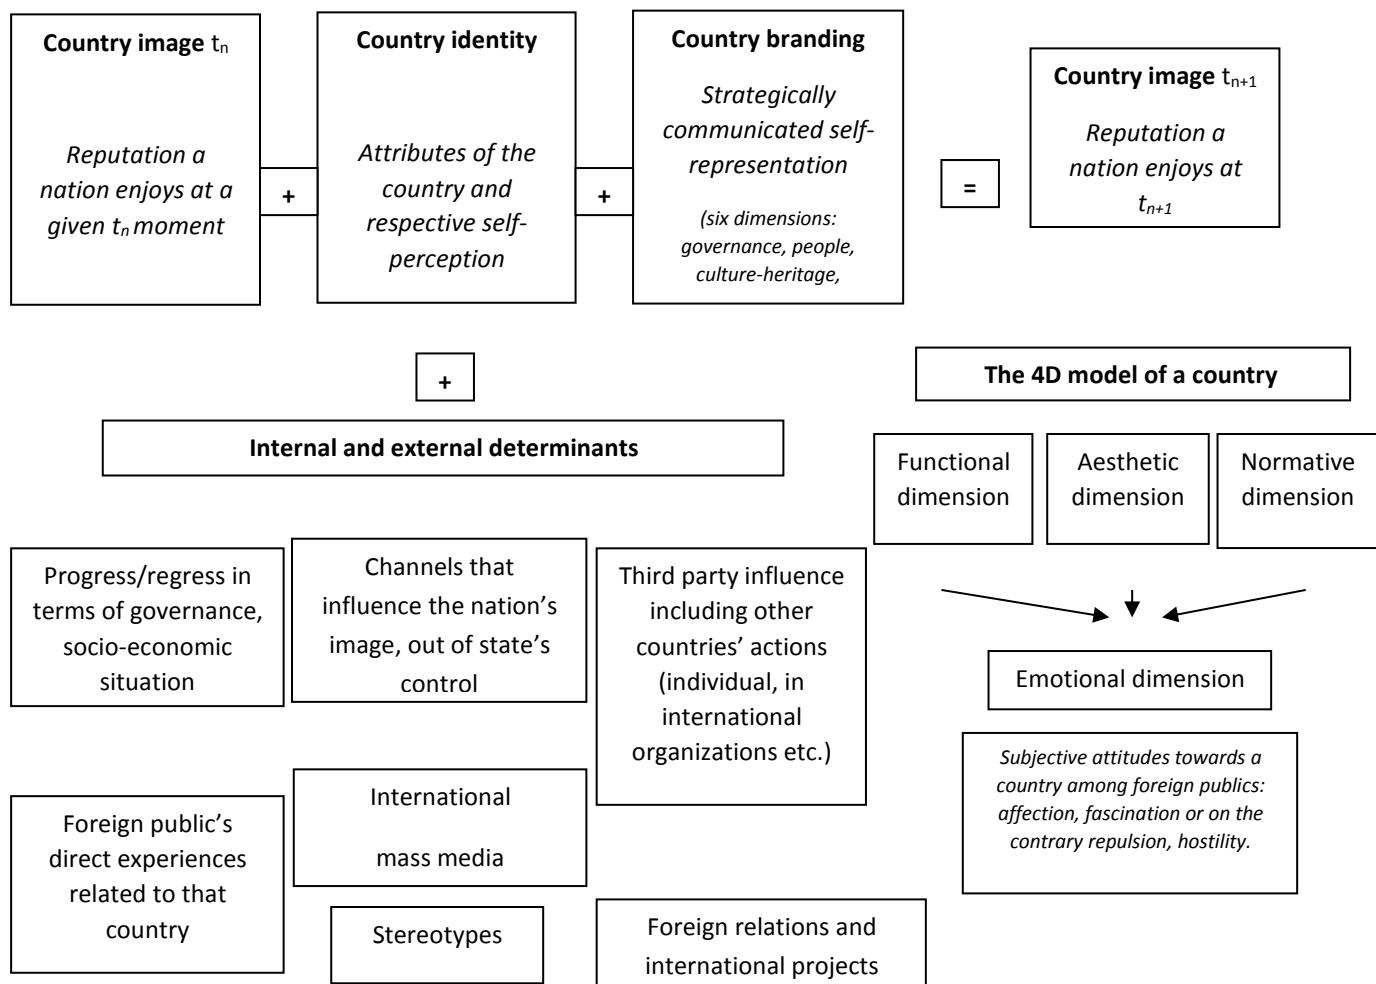 Country image tn
Reputation a
nation enjoys at a
given tn moment
+
Country identity
Attributes of the
country and
respective self-
perception
+
Country branding
Strategically
communicated self-
representation
(six dimensions:
governance, people,
culture-heritage,
=
Country image tn+1
Reputation a
nation enjoys at
tn+1
+
Internal and external determinants
Progress/regress in
terms of governance,
socio-economic
situation
Channels that
influence the nation’s
image, out of state’s
control
Third party influence
including other
countries’ actions
(individual, in
international
organizations etc.)
Foreign public’s
direct experiences
related to that
country
International
mass media
Stereotypes
Foreign relations and
international projects
The 4D model of a country
Functional
dimension
Aesthetic
dimension
Normative
dimension
Emotional dimension
Subjective attitudes towards a
country among foreign publics:
affection, fascination or on the
contrary repulsion, hostility.